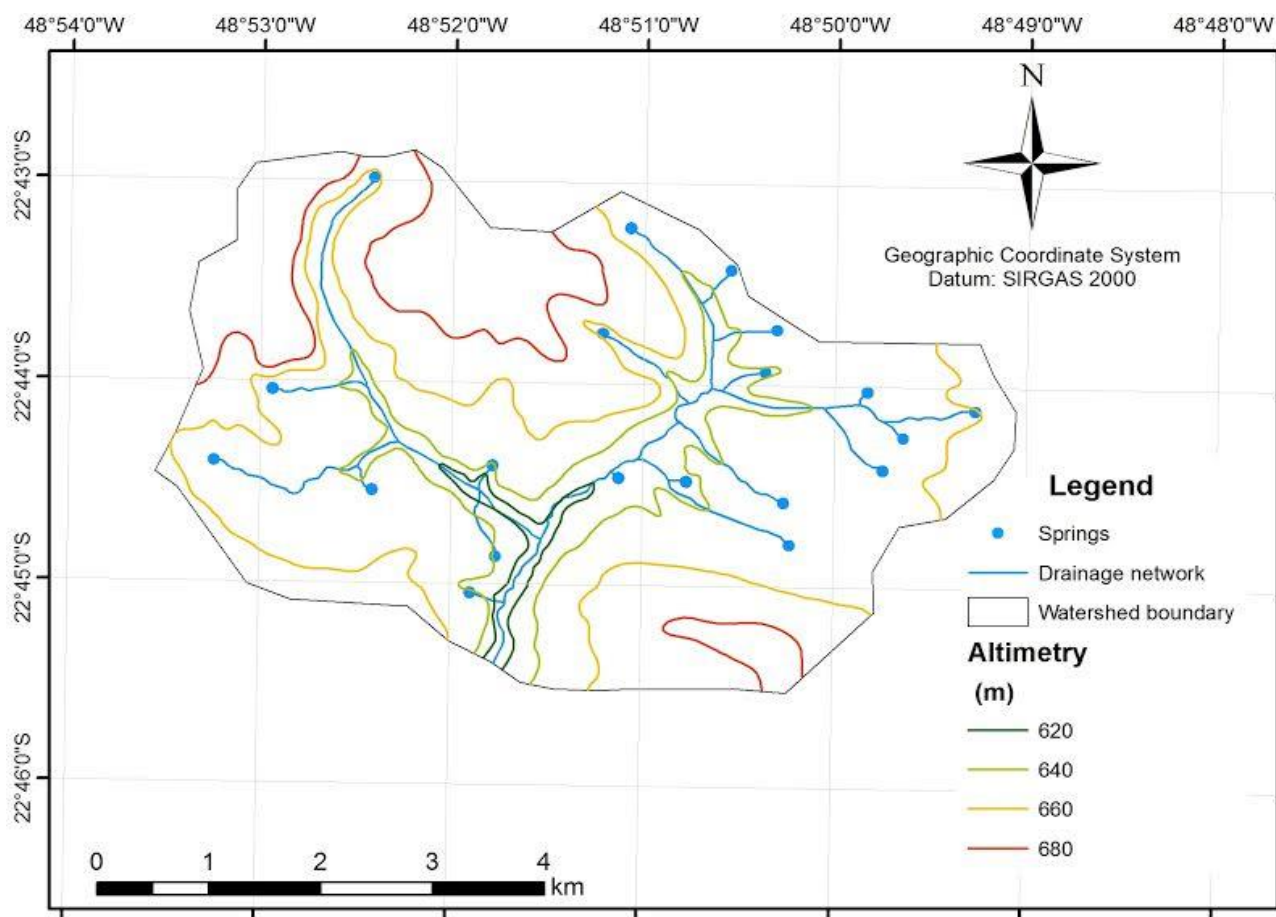 48°54'0"W 48°53'0"W 48°52'0"W 48°51'0"W 48°50'0"W 48°49'0"W 48°48'0"W
22°43'0"S
22°44'0"S
22°45'0"S
22°46'0"S
N
Geographic Coordinate System
Datum: SIRGAS 2000
Legend
Springs
Drainage network
Watershed boundary
Altimetry
(m)
620
640
660
680
0 1 2 3 4
km